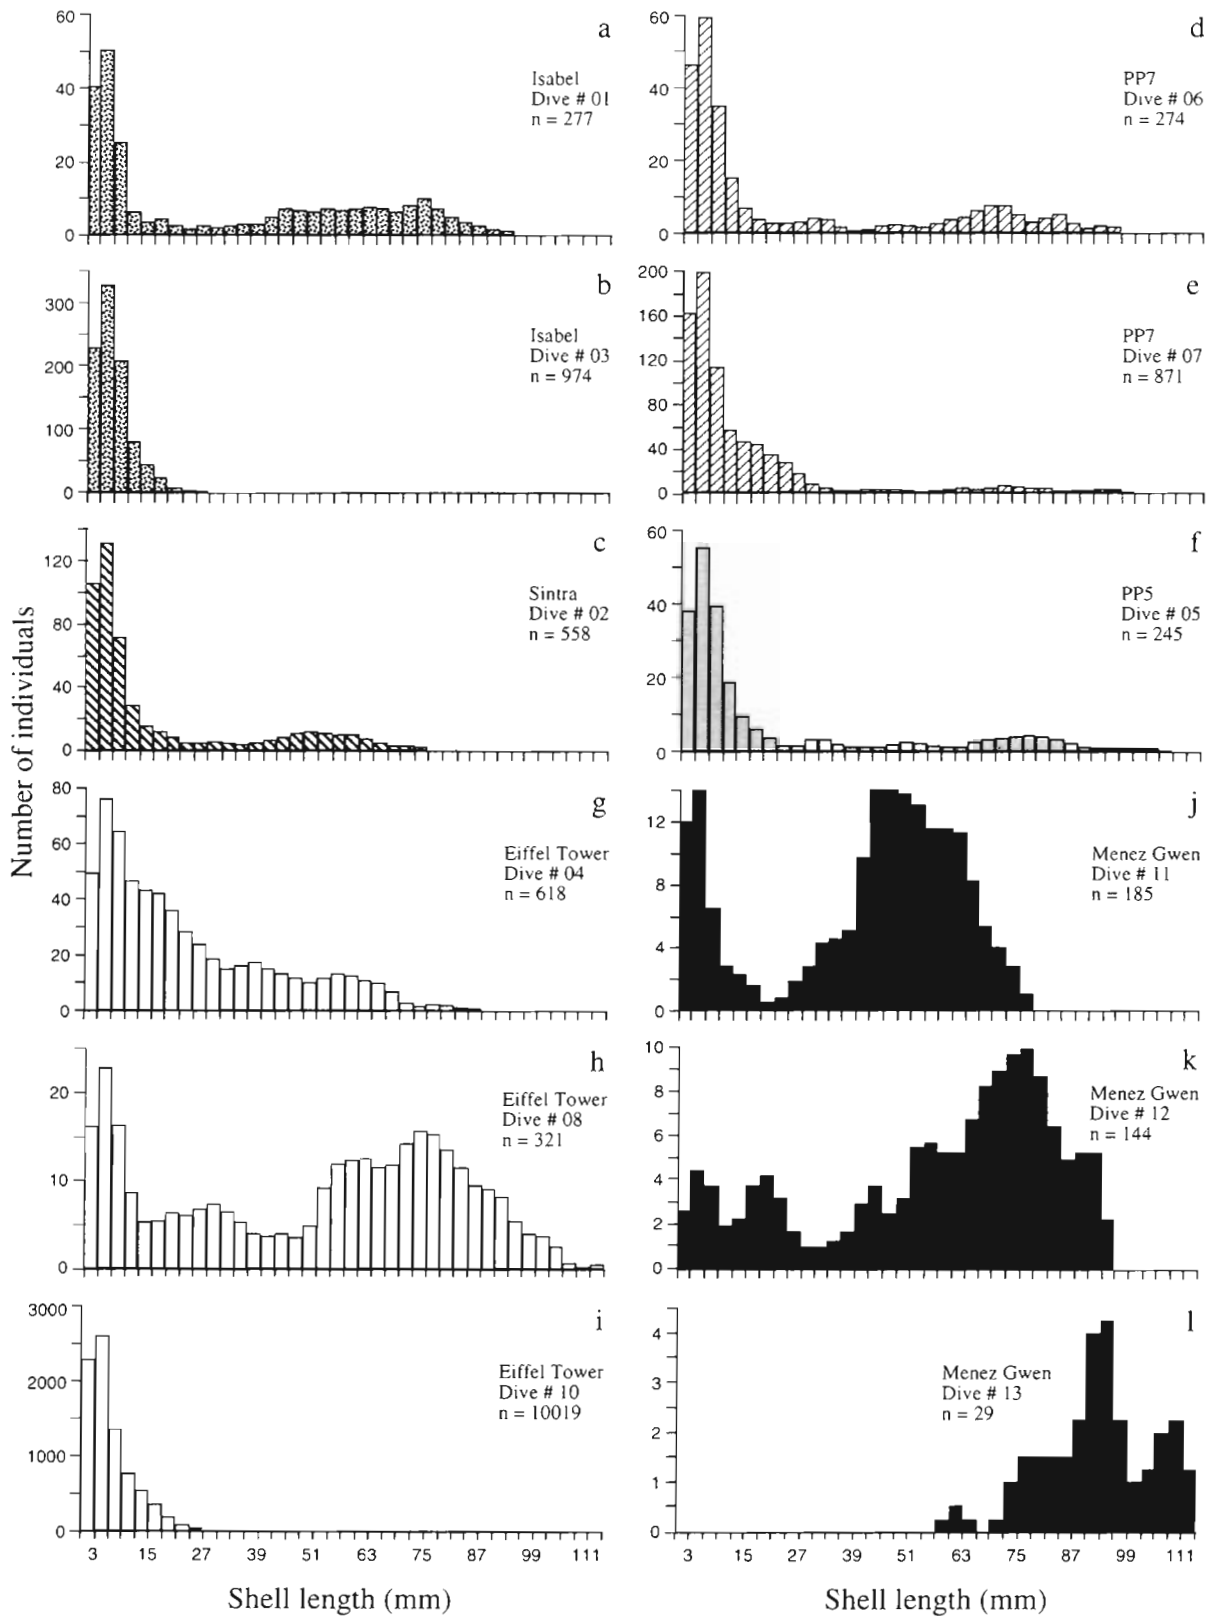 Number of individuals
a
Isabel
Dive # 01
n = 277
60
40
20
0
b
Isabel
Dive # 03
n = 974
300
200
100
0
c
Sintra
Dive # 02
n = 558
120
80
40
0
g
Eiffel Tower
Dive # 04
n = 618
80
60
40
20
0
h
Eiffel Tower
Dive # 08
n = 321
20
10
0
i
Eiffel Tower
Dive # 10
n = 10019
3000
2000
1000
0
3 15 27 39 51 63 75 87 99 111
Shell length (mm)
d
PP7
Dive # 06
n = 274
60
40
20
0
e
PP7
Dive # 07
n = 871
200
160
120
80
40
0
f
PP5
Dive # 05
n = 245
60
40
20
0
j
Menez Gwen
Dive # 11
n = 185
12
8
4
0
k
Menez Gwen
Dive # 12
n = 144
10
8
6
4
2
0
l
Menez Gwen
Dive # 13
n = 29
4
3
2
1
0
3 15 27 39 51 63 75 87 99 111
Shell length (mm)